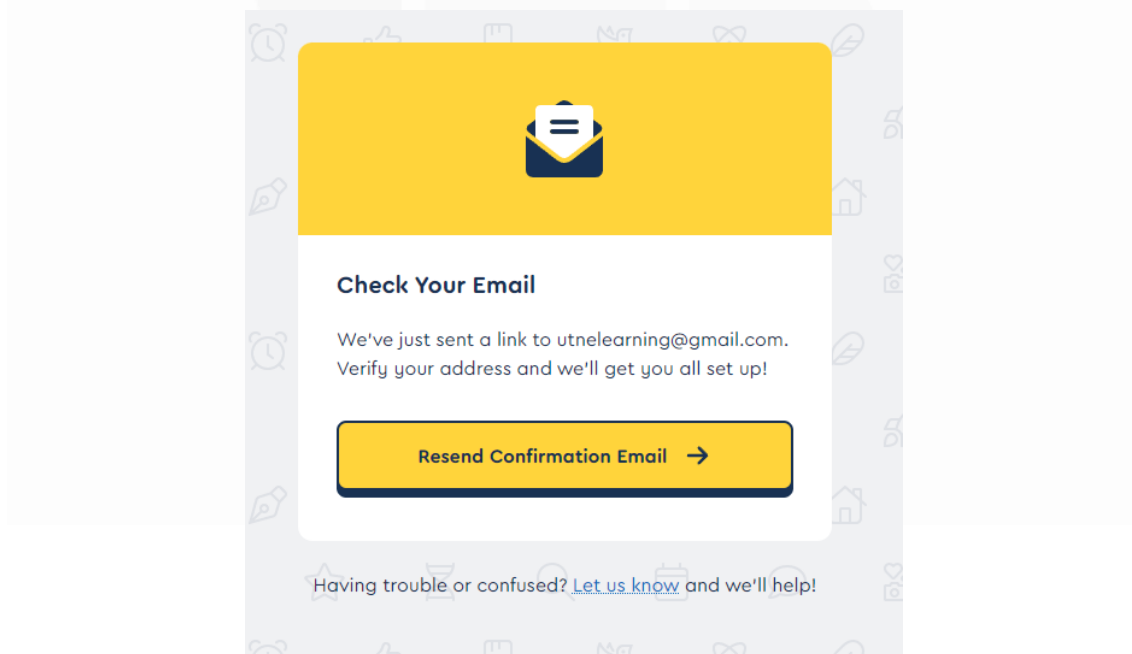 Check Your Email
We've just sent a link to utnelearning@gmail.com.
Verify your address and we'll get you all set up!
Resend Confirmation Email
Having trouble or confused? Let us know and we'll help!